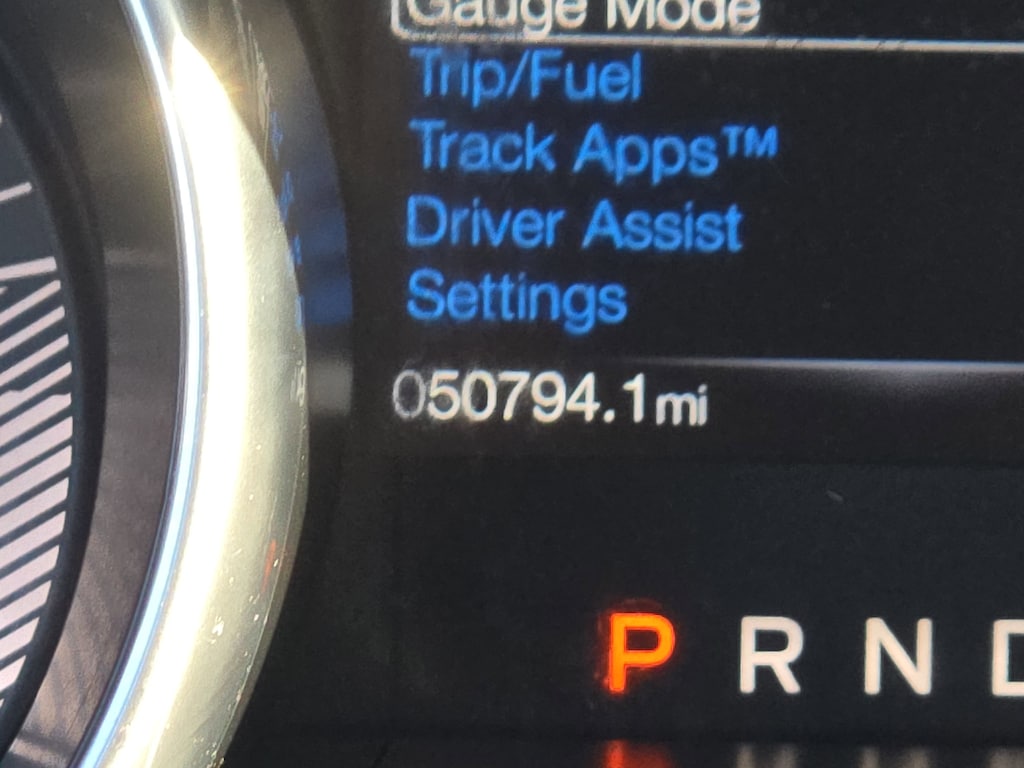 Gauge Mode
Trip/Fuel
Track Apps™
Driver Assist
Settings
050794.1mi
P R N D